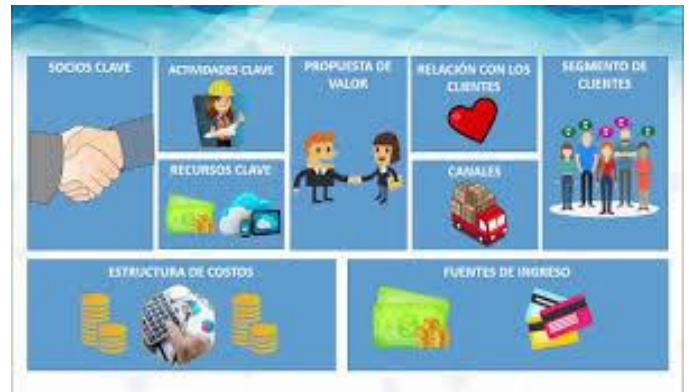 SOCIOS CLAVE
ACTIVIDADES CLAVE
RECURSOS CLAVE
PROPUESTA DE
VALOR
RELACIÓN CON LOS
CLIENTES
CANALES
SEGMENTO DE
CLIENTES
ESTRUCTURA DE COSTOS
FUENTES DE INGRESO